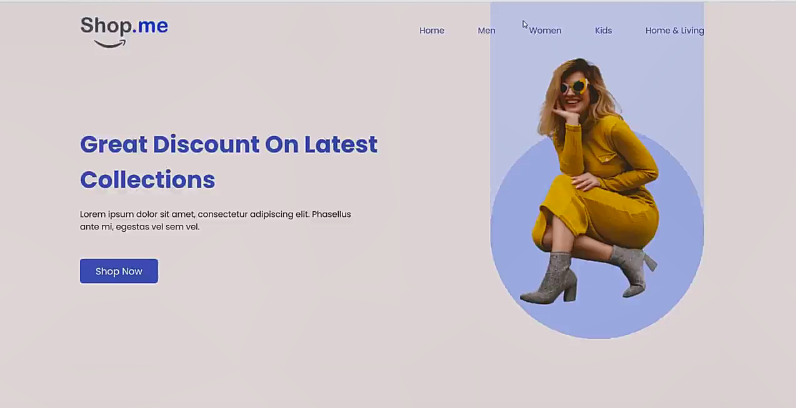 Shop.me
Home Men Women Kids Home & Living
Great Discount On Latest
Collections
Lorem ipsum dolor sit amet, consectetur adipiscing elit. Phasellus
ante mi, egestas vel sem vel.
Shop Now